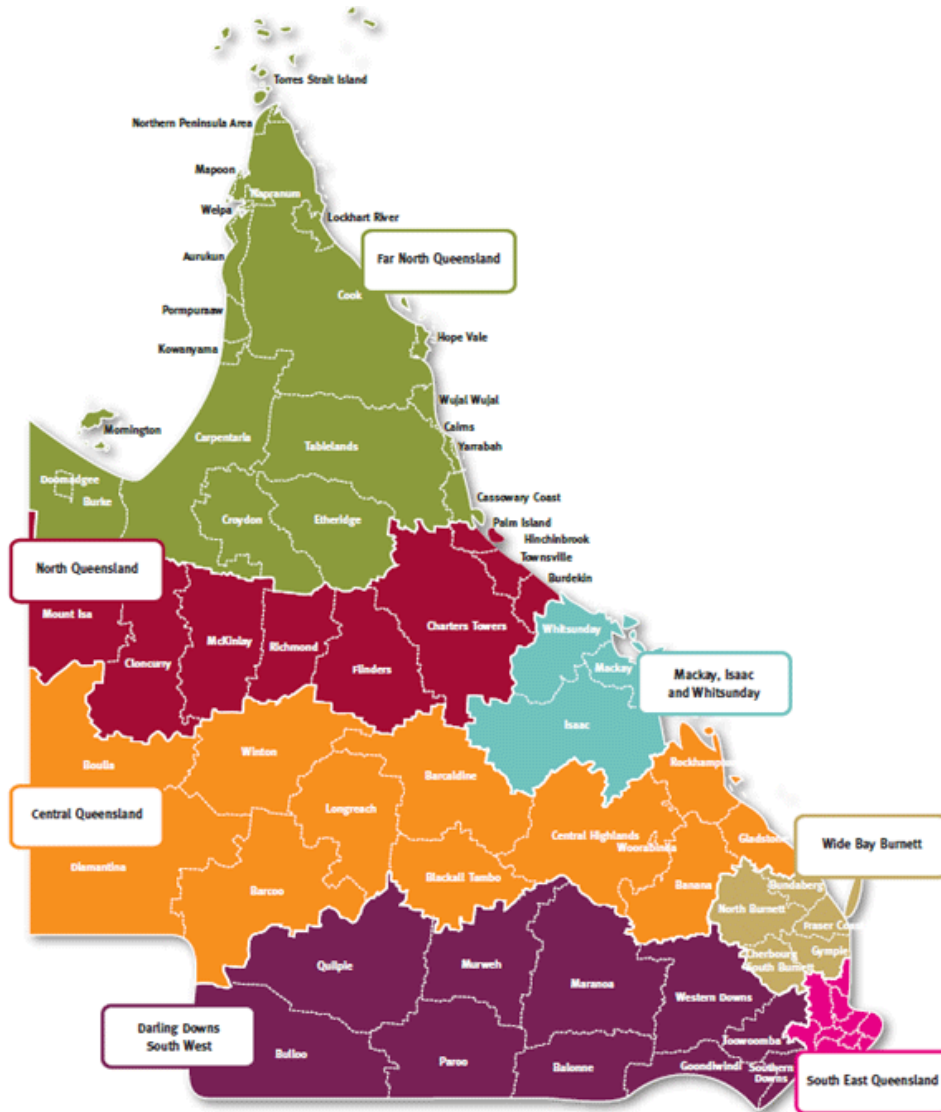 Torres Strait Island
Northern Peninsula Area
Mapoon
Napranum
Weipa
Lockhart River
Aurukun
Far North Queensland
Cook
Pormpuraaw
Hope Vale
Kowanyama
Wujal Wujal
Mornington
Cairns
Carpentaria
Tablelands
Yarrabah
Doomadgee
Burke
Cassowary Coast
Croydon
Etheridge
Palm Island
Hinchinbrook
Townsville
North Queensland
Burdekin
Mount Isa
McKinlay
Richmond
Charters Towers
Whitsunday
Cloncurry
Flinders
Mackay
Mackay, Isaac
and Whitsunday
Isaac
Winton
Boulia
Barcaldine
Rockhampton
Central Queensland
Longreach
Central Highlands
Gladstone
Woorabinda
Wide Bay Burnett
Diamantina
Blackall Tambo
Barcoo
Banana
Bundaberg
North Burnett
Fraser Coast
Cherbourg
Gympie
South Burnett
Quilpie
Murweh
Maranoa
Western Downs
Darling Downs
South West
Toowoomba
Bulloo
Paroo
Balonne
Goondiwindi
Southern
Downs
South East Queensland